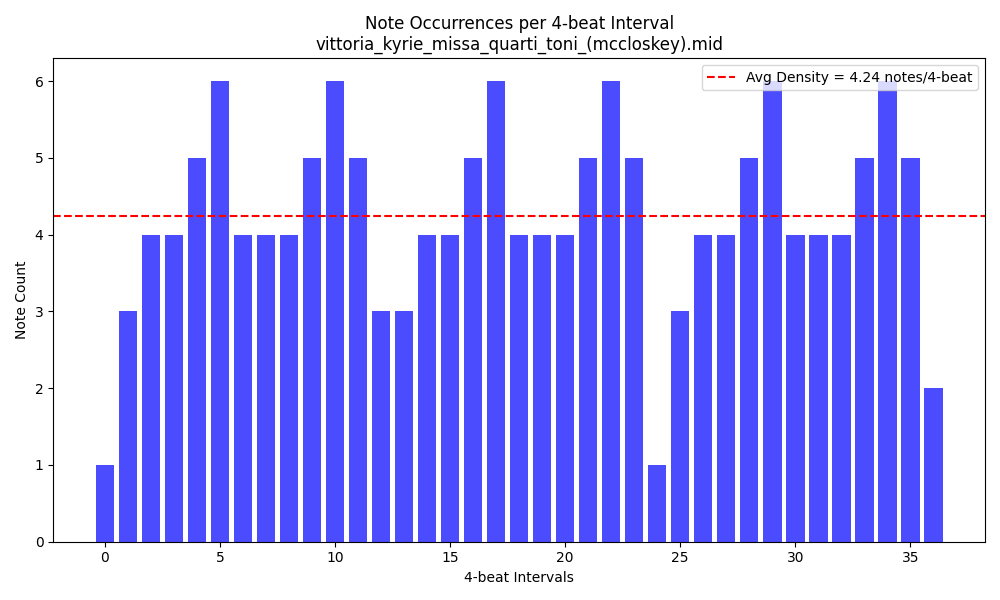 Note Occurrences per 4-beat Interval
vittoria_kyrie_missa_quarti_toni_(mccloskey).mid
Avg Density = 4.24 notes/4-beat
Note Count
6
5
4
3
2
1
0
0 5 10 15 20 25 30 35
4-beat Intervals